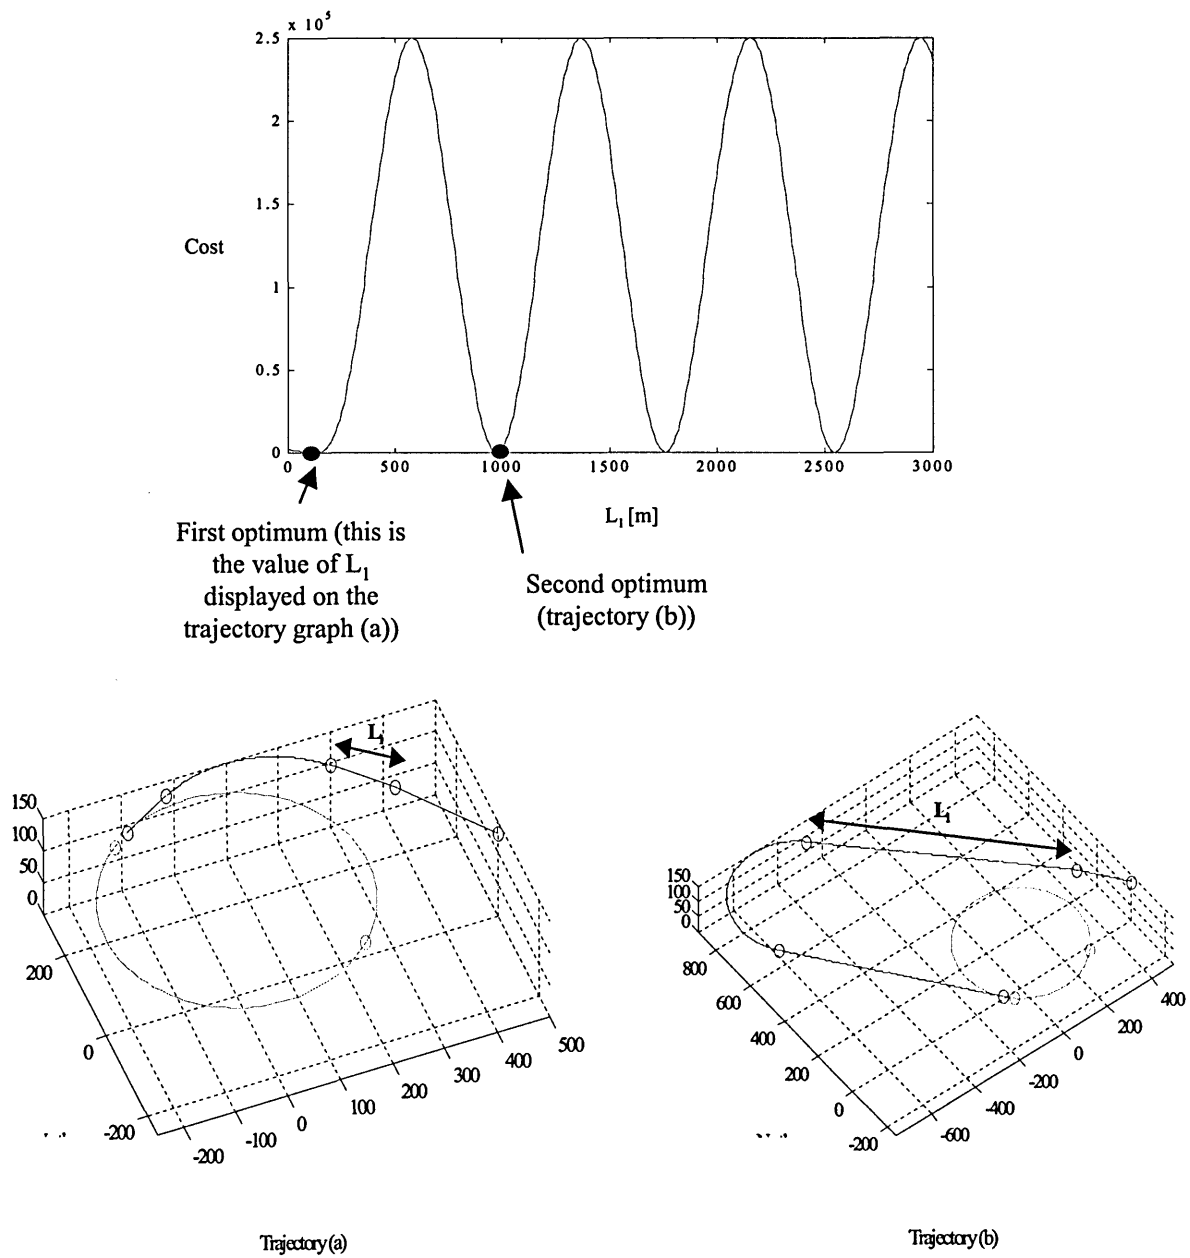 x 10⁵
2.5
2
1.5
1
0.5
0
Cost
0 500 1000 1500 2000 2500 3000
L₁ [m]
First optimum (this is
the value of L₁
displayed on the
trajectory graph (a))
Second optimum
(trajectory (b))
L₁
150
100
50
0
200
0
-200
-200
-100
0
100
200
300
400
500
Trajectory (a)
L₁
150
100
50
0
800
600
400
200
0
-200
-600
-400
-200
0
200
400
Trajectory (b)